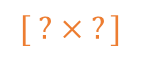 [ ? × ? ]